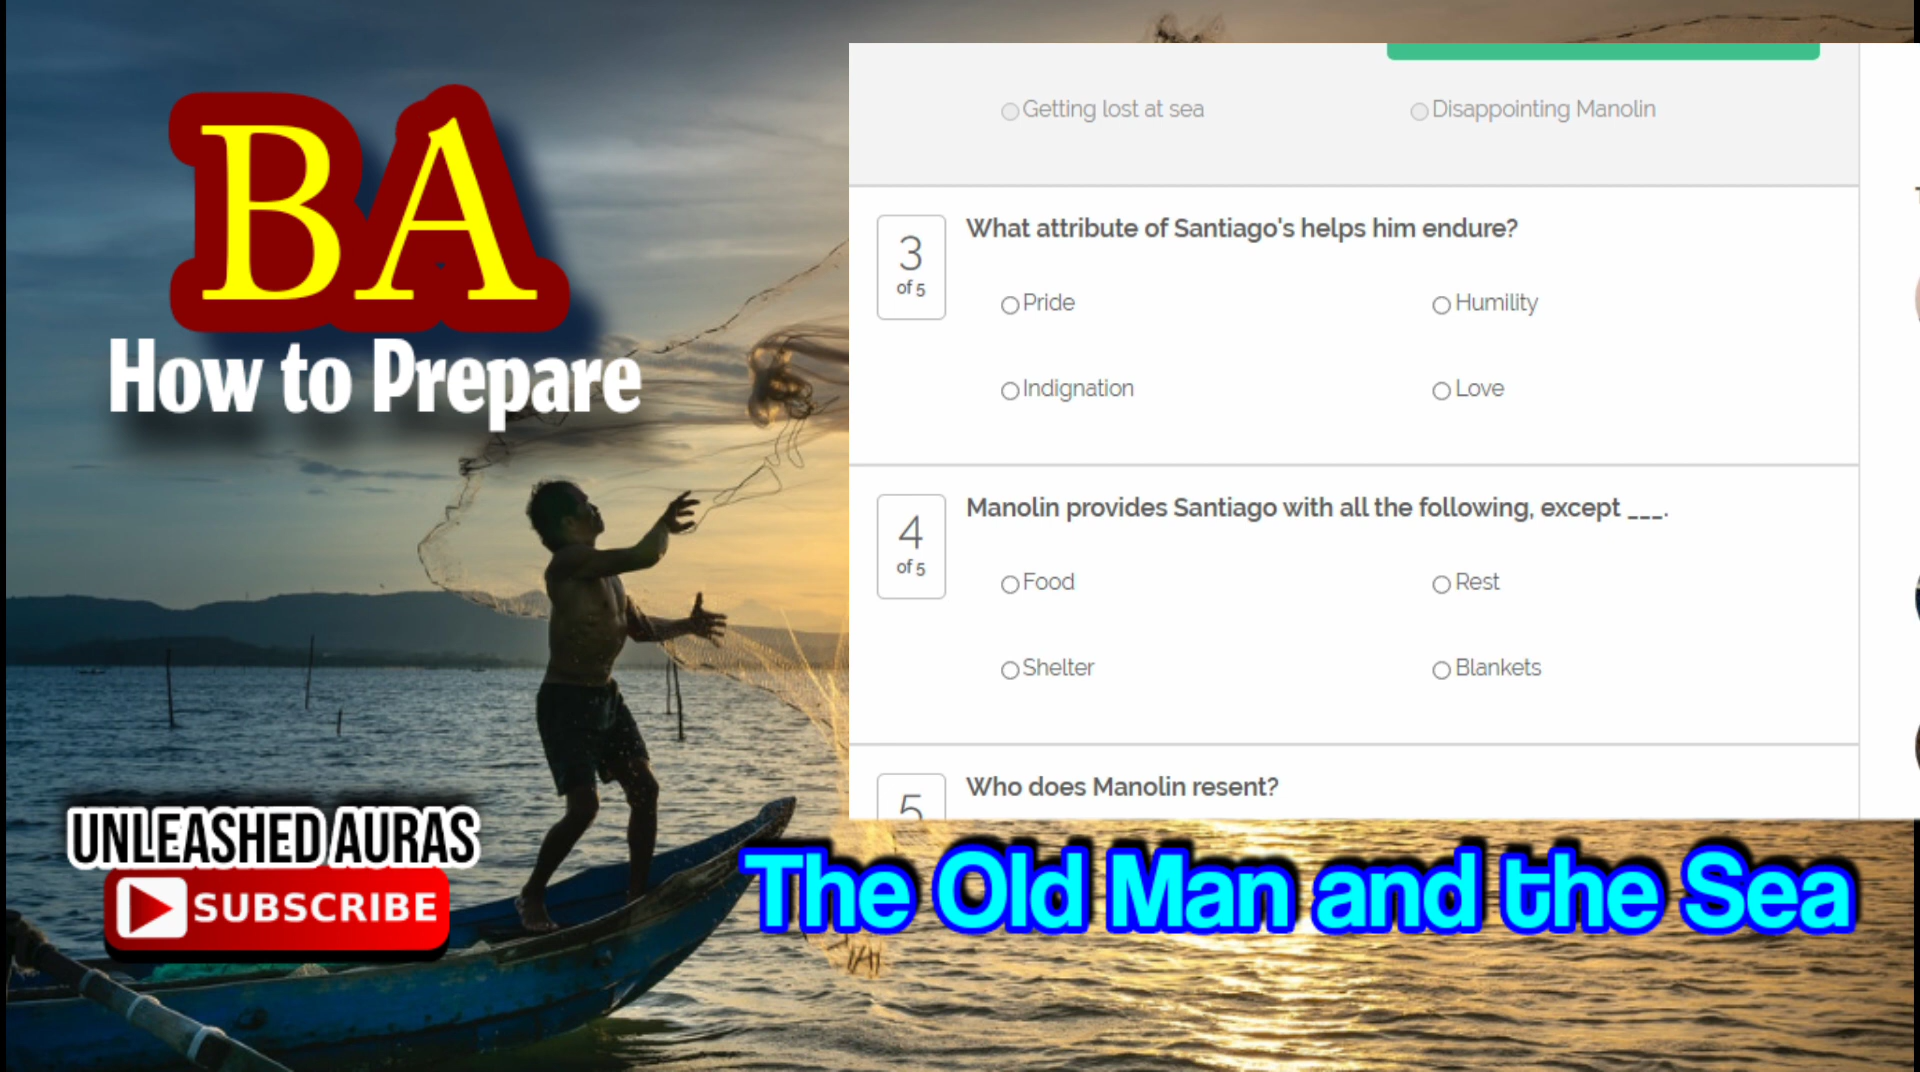 BA
How to Prepare
UNLEASHED AURAS
SUBSCRIBE
Getting lost at sea
Disappointing Manolin
3
of 5
What attribute of Santiago's helps him endure?
Pride
Humility
Indignation
Love
4
of 5
Manolin provides Santiago with all the following, except ___.
Food
Rest
Shelter
Blankets
5
Who does Manolin resent?
The Old Man and the Sea